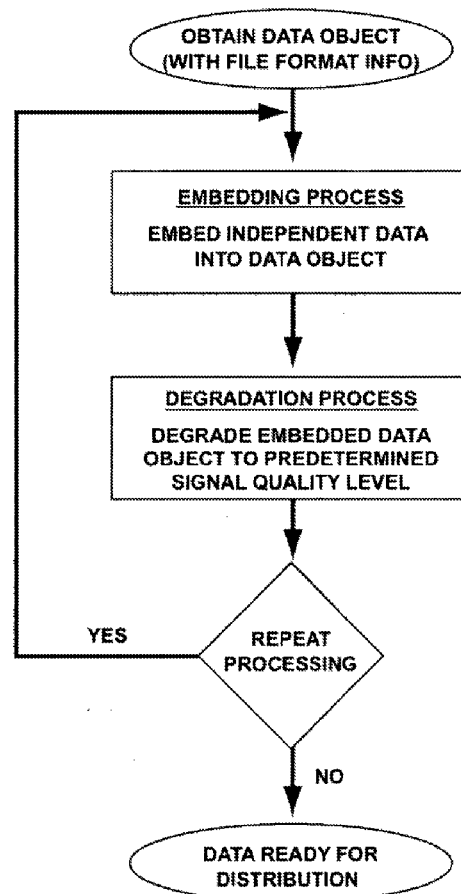 OBTAIN DATA OBJECT
(WITH FILE FORMAT INFO)
EMBEDDING PROCESS
EMBED INDEPENDENT DATA
INTO DATA OBJECT
DEGRADATION PROCESS
DEGRADE EMBEDDED DATA
OBJECT TO PREDETERMINED
SIGNAL QUALITY LEVEL
YES
REPEAT
PROCESSING
NO
DATA READY FOR
DISTRIBUTION